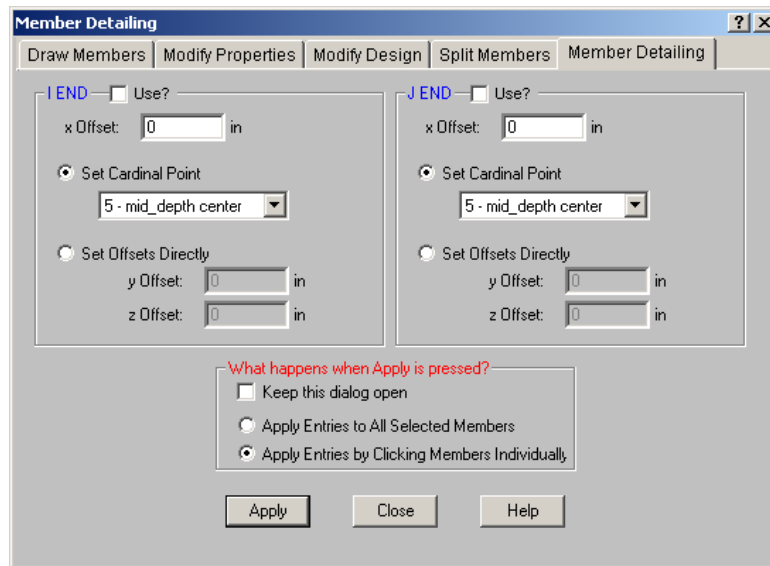 Member Detailing
Draw Members
Modify Properties
Modify Design
Split Members
Member Detailing
I END
Use?
x Offset: 0 in
Set Cardinal Point
5 - mid_depth center
Set Offsets Directly
y Offset: 0 in
z Offset: 0 in
J END
Use?
x Offset: 0 in
Set Cardinal Point
5 - mid_depth center
Set Offsets Directly
y Offset: 0 in
z Offset: 0 in
What happens when Apply is pressed?
Keep this dialog open
Apply Entries to All Selected Members
Apply Entries by Clicking Members Individually
Apply
Close
Help